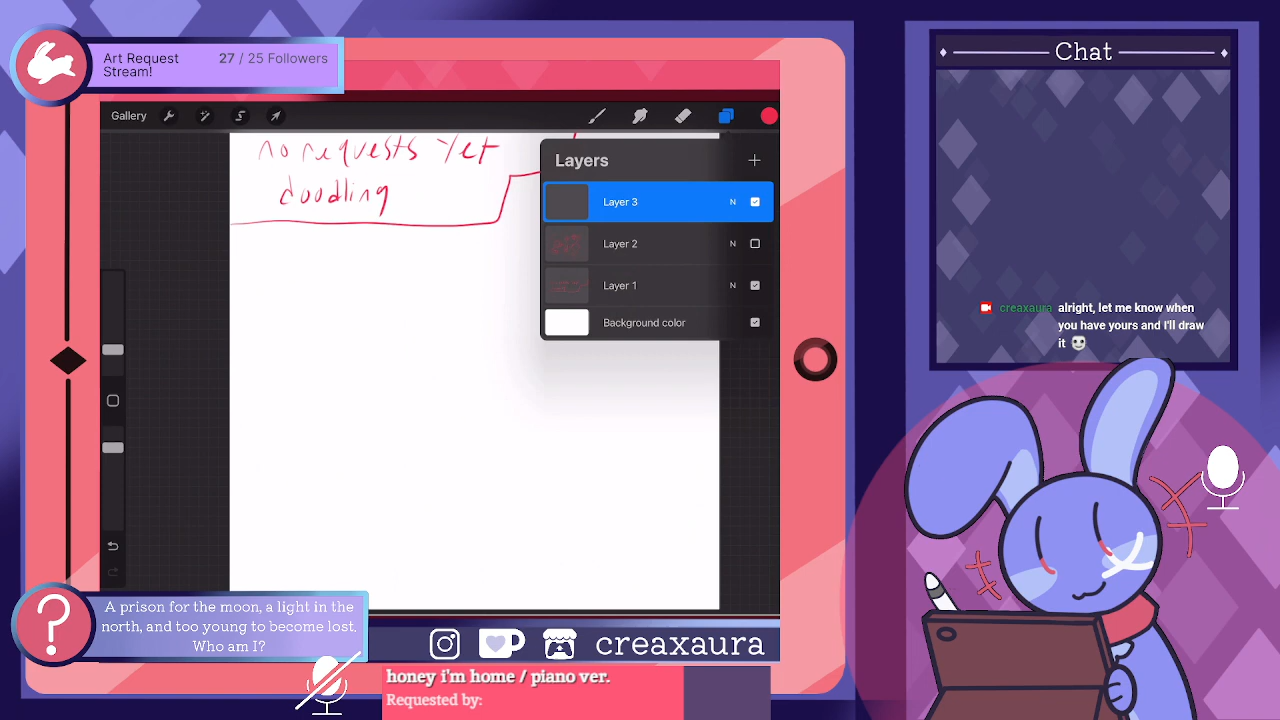 Art Request
Stream!
27 / 25 Followers
Chat
Gallery
no requests yet
doodling
Layers
Layer 3
N
Layer 2
N
Layer 1
N
Background color
creaxaura alright, let me know when
you have yours and I'll draw
it
A prison for the moon, a light in the
north, and too young to become lost.
Who am I?
creaxaura
honey i'm home / piano ver.
Requested by: